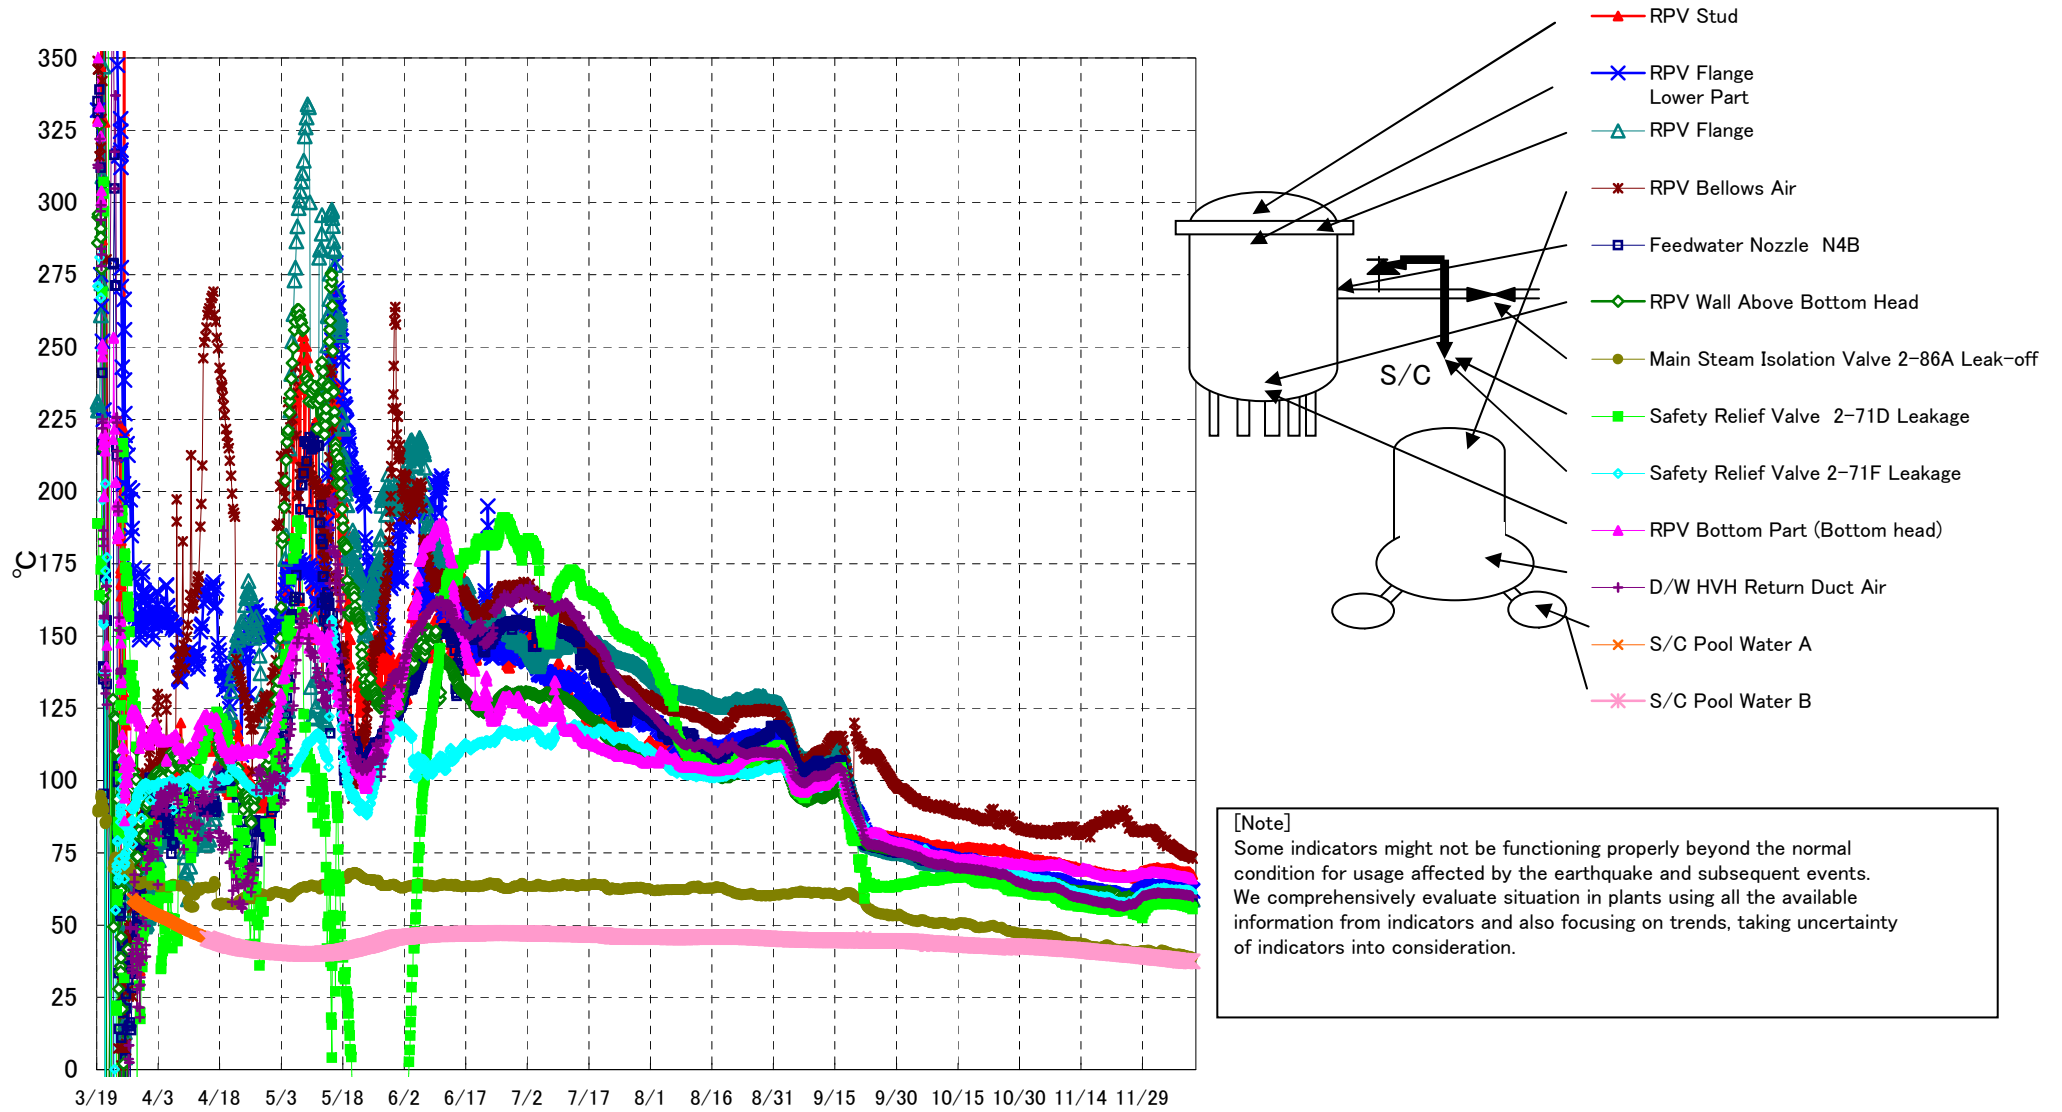 RPV Stud
RPV Flange
Lower Part
RPV Flange
RPV Bellows Air
Feedwater Nozzle N4B
RPV Wall Above Bottom Head
Main Steam Isolation Valve 2-86A Leak-off
Safety Relief Valve 2-71D Leakage
Safety Relief Valve 2-71F Leakage
RPV Bottom Part (Bottom head)
D/W HVH Return Duct Air
S/C Pool Water A
S/C Pool Water B
S/C
℃
350
325
300
275
250
225
200
175
150
125
100
75
50
25
0
3/19 4/3 4/18 5/3 5/18 6/2 6/17 7/2 7/17 8/1 8/16 8/31 9/15 9/30 10/15 10/30 11/14 11/29
[Note]
Some indicators might not be functioning properly beyond the normal
condition for usage affected by the earthquake and subsequent events.
We comprehensively evaluate situation in plants using all the available
information from indicators and also focusing on trends, taking uncertainty
of indicators into consideration.